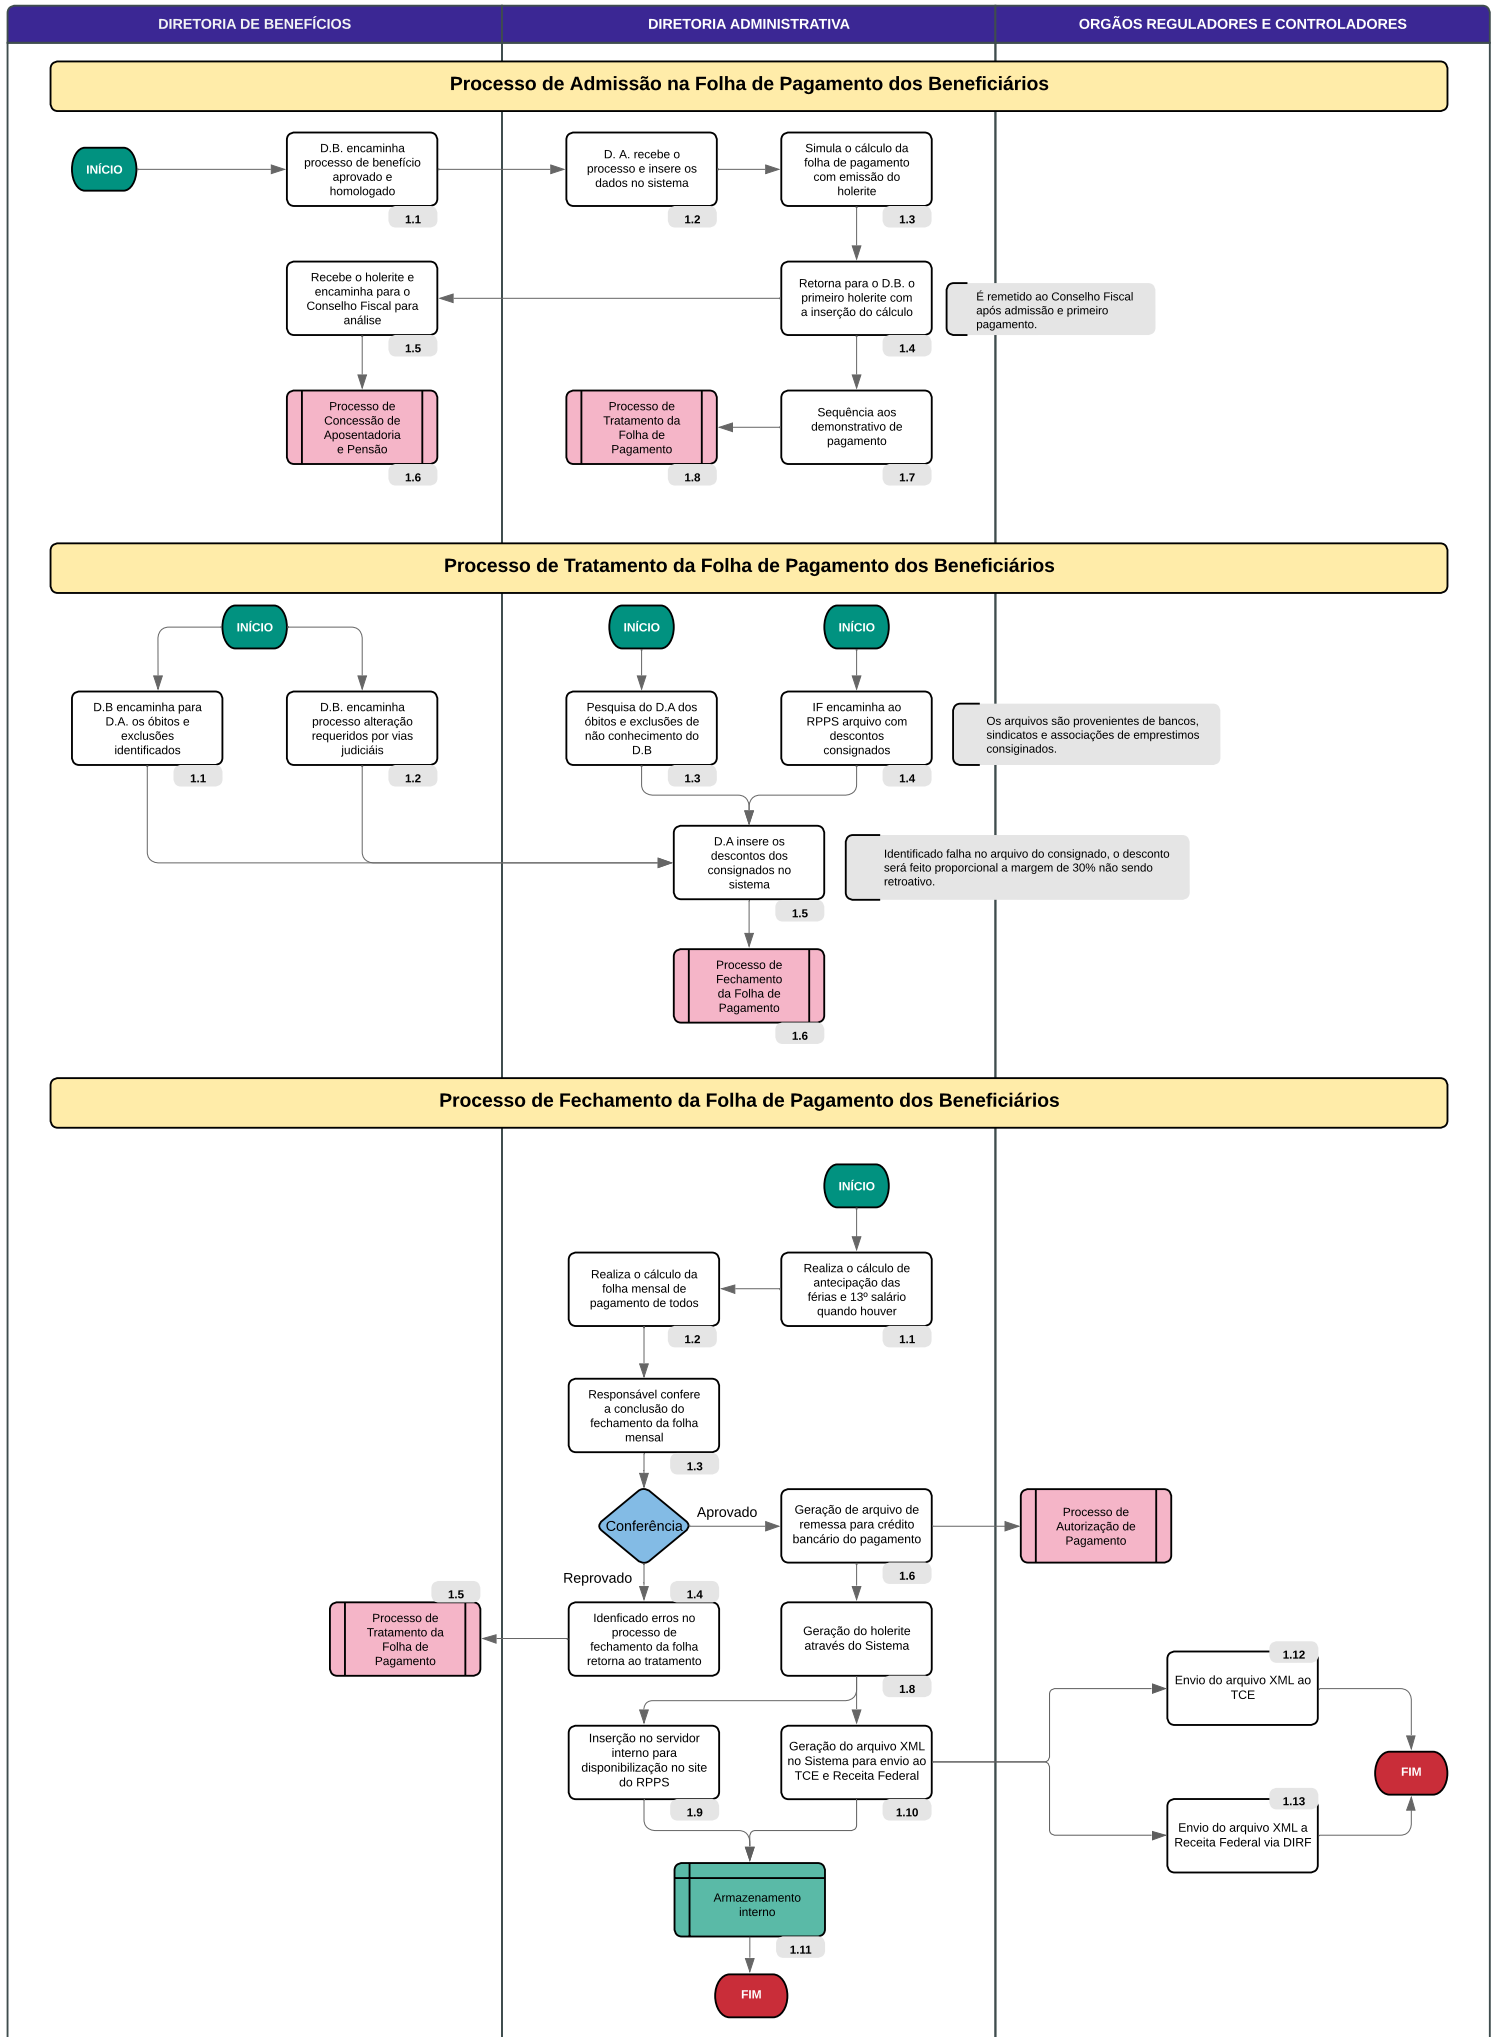 DIRETORIA DE BENEFÍCIOS
DIRETORIA ADMINISTRATIVA
ORGÃOS REGULADORES E CONTROLADORES
Processo de Admissão na Folha de Pagamento dos Beneficiários
INÍCIO
D.B. encaminha
processo de benefício
aprovado e
homologado
1.1
D. A. recebe o
processo e insere os
dados no sistema
1.2
Simula o cálculo da
folha de pagamento
com emissão do
holerite
1.3
Recebe o holerite e
encaminha para o
Conselho Fiscal para
análise
1.5
Retorna para o D.B. o
primeiro holerite com
a inserção do cálculo
1.4
É remetido ao Conselho Fiscal
após admissão e primeiro
pagamento.
Processo de
Concessão de
Aposentadoria
e Pensão
1.6
Processo de
Tratamento da
Folha de
Pagamento
1.8
Sequência aos
demonstrativo de
pagamento
1.7
Processo de Tratamento da Folha de Pagamento dos Beneficiários
INÍCIO
INÍCIO
INÍCIO
D.B encaminha para
D.A. os óbitos e
exclusões
identificados
1.1
D.B. encaminha
processo alteração
requeridos por vias
judiciáis
1.2
Pesquisa do D.A dos
óbitos e exclusões de
não conhecimento do
D.B
1.3
IF encaminha ao
RPPS arquivo com
descontos
consignados
1.4
Os arquivos são provenientes de bancos,
sindicatos e associações de emprestimos
consiginados.
D.A insere os
descontos dos
consignados no
sistema
1.5
Identificado falha no arquivo do consignado, o desconto
será feito proporcional a margem de 30% não sendo
retroativo.
Processo de
Fechamento
da Folha de
Pagamento
1.6
Processo de Fechamento da Folha de Pagamento dos Beneficiários
INÍCIO
Realiza o cálculo da
folha mensal de
pagamento de todos
1.2
Realiza o cálculo de
antecipação das
férias e 13º salário
quando houver
1.1
Responsável confere
a conclusão do
fechamento da folha
mensal
1.3
Conferência
Aprovado
Geração de arquivo de
remessa para crédito
bancário do pagamento
1.6
Processo de
Autorização de
Pagamento
Reprovado
1.5
Processo de
Tratamento da
Folha de
Pagamento
1.4
Idenficado erros no
processo de
fechamento da folha
retorna ao tratamento
Geração do holerite
através do Sistema
1.8
1.12
Envio do arquivo XML ao
TCE
Inserção no servidor
interno para
disponibilização no site
do RPPS
1.9
Geração do arquivo XML
no Sistema para envio ao
TCE e Receita Federal
1.10
FIM
1.13
Envio do arquivo XML a
Receita Federal via DIRF
Armazenamento
interno
1.11
FIM